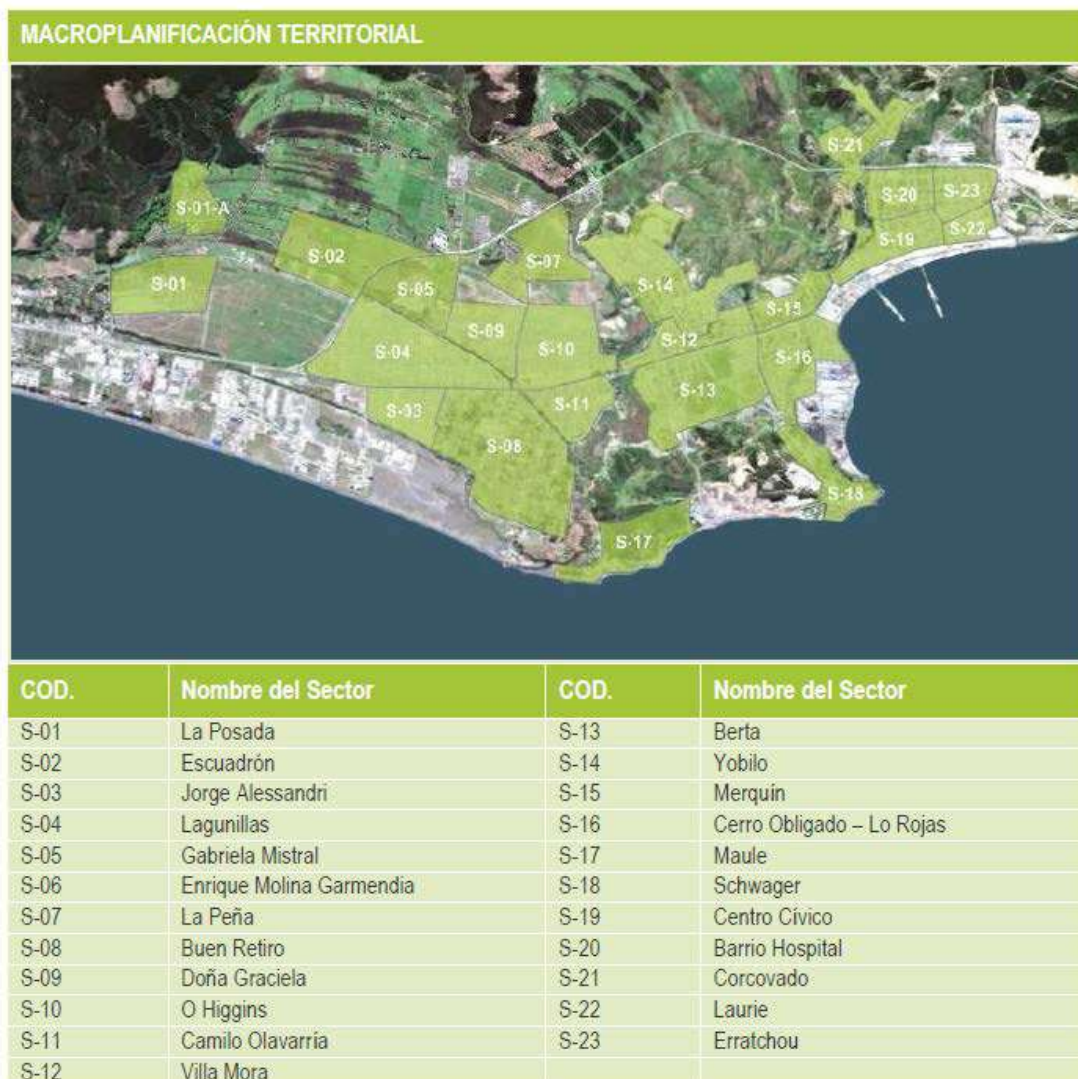 MACROPLANIFICACIÓN TERRITORIAL
S-21
S-20
S-23
S-01-A
S-22
S-19
S-02
S-07
S-01
S-05
S-14
S-15
S-09
S-12
S-04
S-10
S-16
S-13
S-03
S-11
S-08
S-18
S-17
COD. Nombre del Sector COD. Nombre del Sector
S-01 La Posada S-13 Berta
S-02 Escuadrón S-14 Yobilo
S-03 Jorge Alessandri S-15 Merquín
S-04 Lagunillas S-16 Cerro Obligado – Lo Rojas
S-05 Gabriela Mistral S-17 Maule
S-06 Enrique Molina Garmendia S-18 Schwager
S-07 La Peña S-19 Centro Cívico
S-08 Buen Retiro S-20 Barrio Hospital
S-09 Doña Graciela S-21 Corcovado
S-10 O Higgins S-22 Laurie
S-11 Camilo Olavarría S-23 Erratchou
S-12 Villa Mora